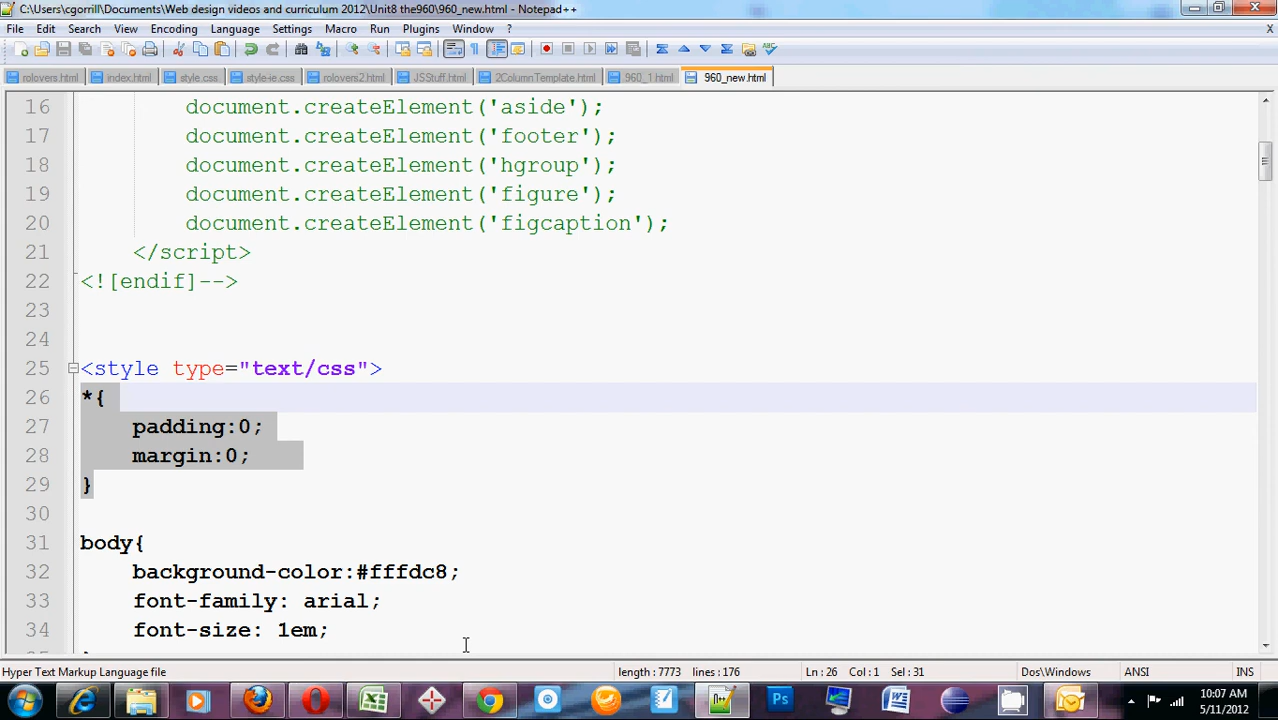 C:\Users\cgorrill\Documents\Web design videos and curriculum 2012\Unit8 the960\960_new.html - Notepad++
File Edit Search View Encoding Language Settings Macro Run Plugins Window ? X
rolovers.html index.html style.css style-ie.css rolovers2.html JSStuff.html 2ColumnTemplate.html 960_1.html 960_new.html
16 document.createElement('aside');
17 document.createElement('footer');
18 document.createElement('hgroup');
19 document.createElement('figure');
20 document.createElement('figcaption');
21 </script>
22 <![endif]-->
23
24
25 <style type="text/css">
26 *{
27 padding:0;
28 margin:0;
29 }
30
31 body{
32 background-color:#fffdc8;
33 font-family: arial;
34 font-size: 1em;
Hyper Text Markup Language file length : 7773 lines : 176 Ln : 26 Col : 1 Sel : 31 Dos\Windows ANSI INS
Ps
10:07 AM
5/11/2012